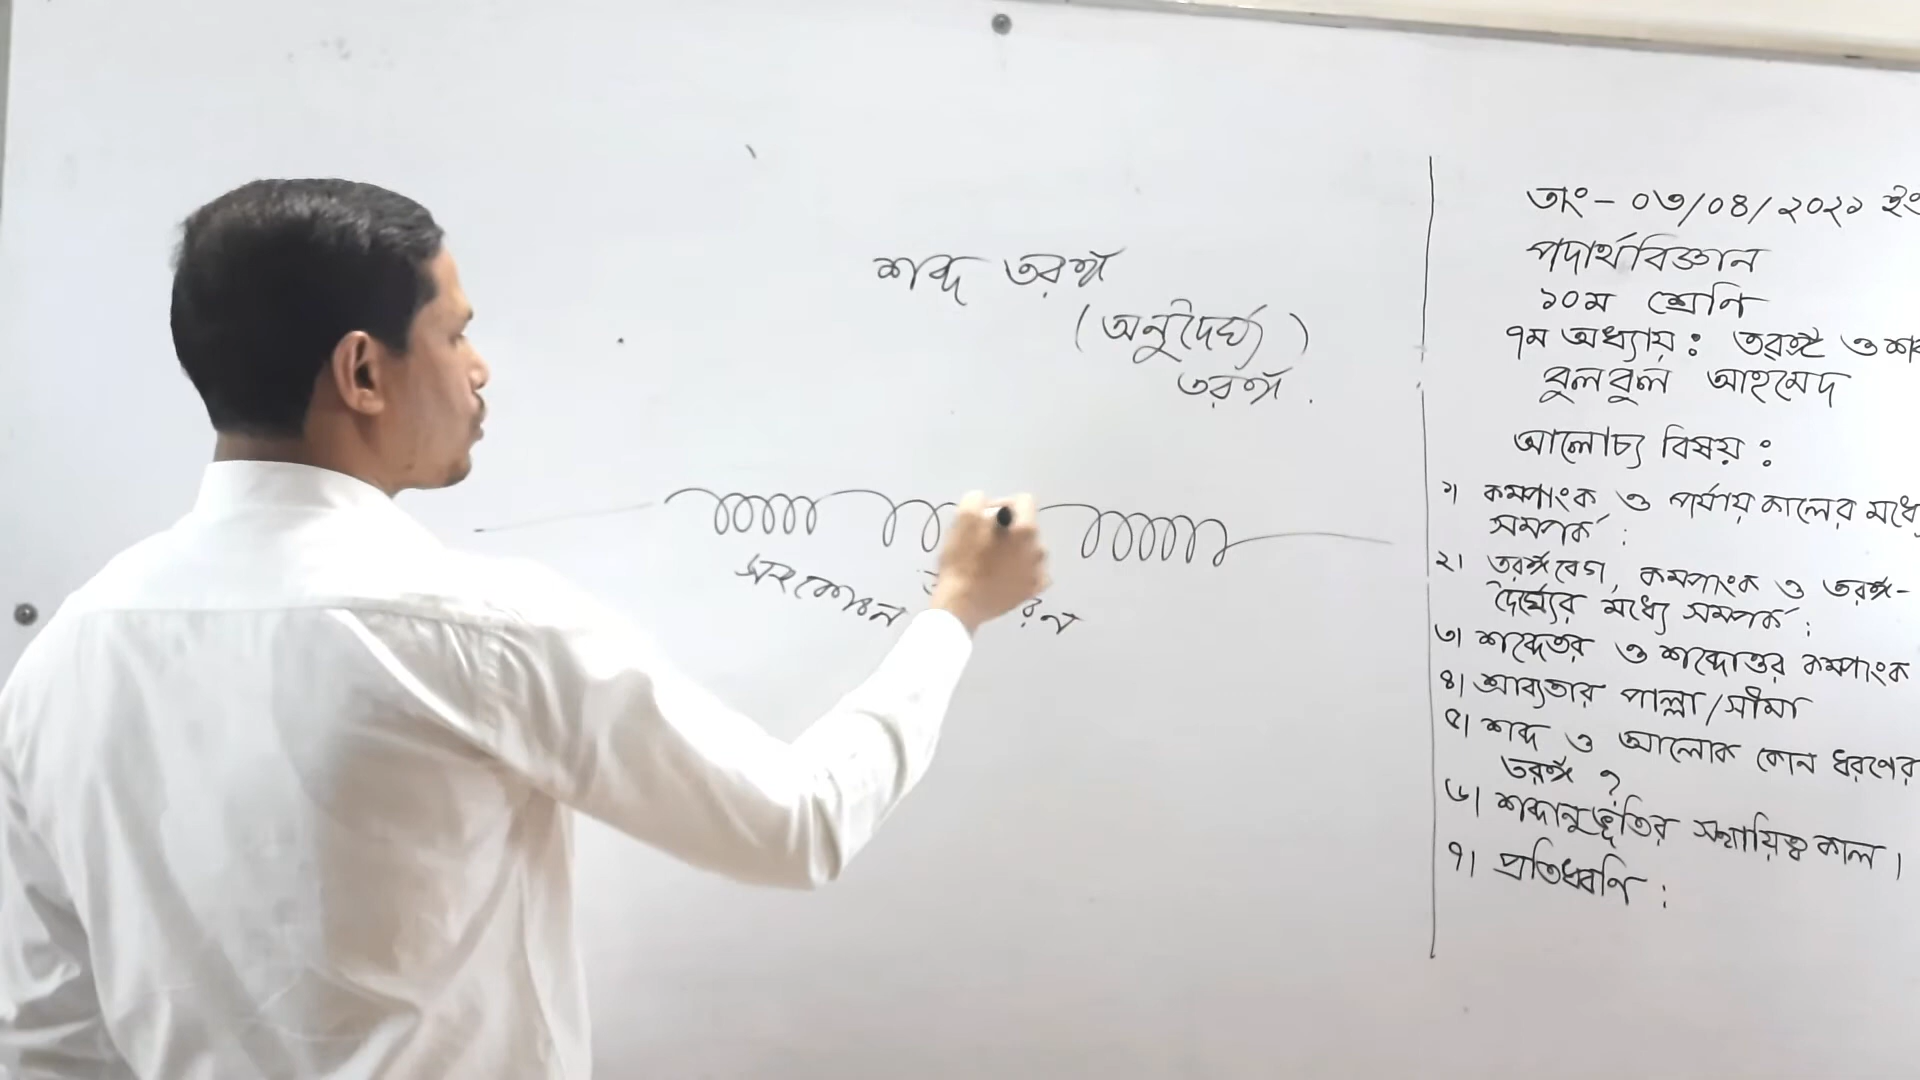 শব্দ তরঙ্গ
(অনুদৈর্ঘ্য)
তরঙ্গ.
সংকোচন
তাং - ০৩/০৪/২০২১ ইং
পদার্থবিজ্ঞান
১০ম শ্রেণি
৭ম অধ্যায়ঃ তরঙ্গ ও শব্দ
বুলবুল আহমেদ
আলোচ্য বিষয়ঃ
১। কম্পাংক ও পর্যায়কালের মধ্যে
সম্পর্ক :
২। তরঙ্গবেগ, কম্পাংক ও তরঙ্গ-
দৈর্ঘ্যের মধ্যে সম্পর্ক :
৩। শব্দেতর ও শব্দোত্তর কম্পাংক
৪। শ্রাব্যতার পাল্লা/সীমা
৫। শব্দ ও আলোক কোন ধরণের
তরঙ্গ ?
৬। শব্দানুভূতির স্থায়িত্বকাল।
৭। প্রতিধ্বণি :